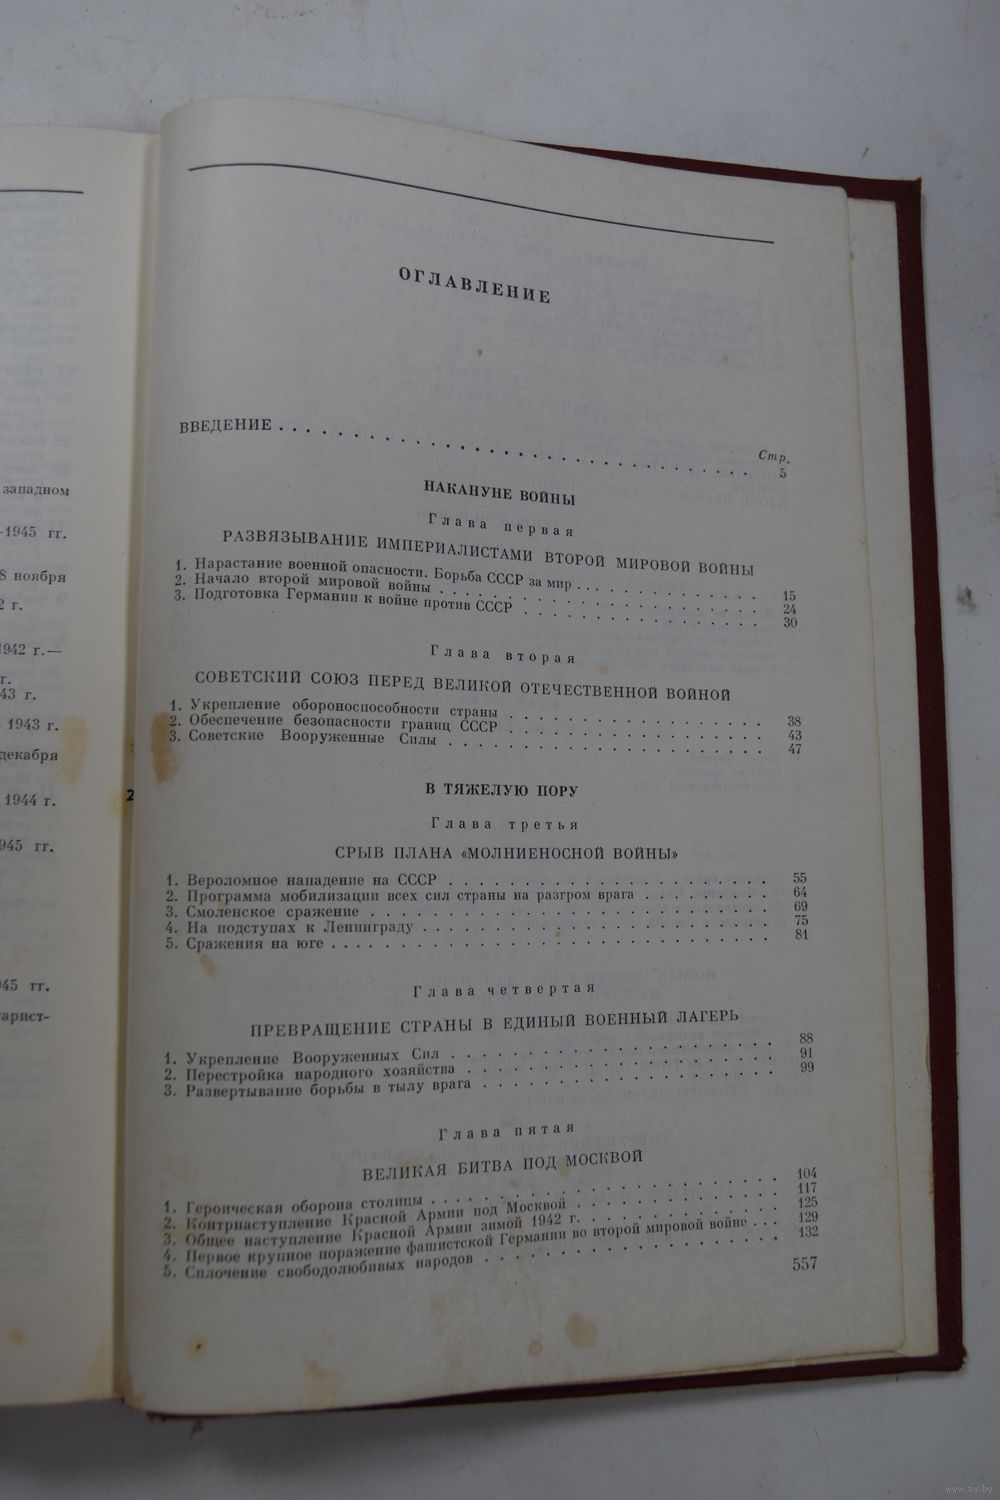 западном
-1945 гг.
8 ноября
2 г.
942 г.—
г.
43 г.
1943 г.
декабря
1944 г.
945 гг.
945 гг.
арист-
2
ОГЛАВЛЕНИЕ
Стр.
ВВЕДЕНИЕ . . . . . . . . . . . . . . . . . . . . . . . . . 5
НАКАНУНЕ ВОЙНЫ
Глава первая
РАЗВЯЗЫВАНИЕ ИМПЕРИАЛИСТАМИ ВТОРОЙ МИРОВОЙ ВОЙНЫ
1. Нарастание военной опасности. Борьба СССР за мир . . . . . . . . . . . . 15
2. Начало второй мировой войны . . . . . . . . . . . . . . . . . . 24
3. Подготовка Германии к войне против СССР . . . . . . . . . . . . . . 30
Глава вторая
СОВЕТСКИЙ СОЮЗ ПЕРЕД ВЕЛИКОЙ ОТЕЧЕСТВЕННОЙ ВОЙНОЙ
1. Укрепление обороноспособности страны . . . . . . . . . . . . . . . 38
2. Обеспечение безопасности границ СССР . . . . . . . . . . . . . . . 43
3. Советские Вооруженные Силы . . . . . . . . . . . . . . . . . . . 47
В ТЯЖЕЛУЮ ПОРУ
Глава третья
СРЫВ ПЛАНА «МОЛНИЕНОСНОЙ ВОЙНЫ»
1. Вероломное нападение на СССР . . . . . . . . . . . . . . . . . . . 55
2. Программа мобилизации всех сил страны на разгром врага . . . . . . . . 64
3. Смоленское сражение . . . . . . . . . . . . . . . . . . . . . . . 69
4. На подступах к Ленинграду . . . . . . . . . . . . . . . . . . . . 75
5. Сражения на юге . . . . . . . . . . . . . . . . . . . . . . . . . 81
Глава четвертая
ПРЕВРАЩЕНИЕ СТРАНЫ В ЕДИНЫЙ ВОЕННЫЙ ЛАГЕРЬ
1. Укрепление Вооруженных Сил . . . . . . . . . . . . . . . . . . . 88
2. Перестройка народного хозяйства . . . . . . . . . . . . . . . . . . 91
3. Развертывание борьбы в тылу врага . . . . . . . . . . . . . . . . . 99
Глава пятая
ВЕЛИКАЯ БИТВА ПОД МОСКВОЙ
1. Героическая оборона столицы . . . . . . . . . . . . . . . . . . . 104
2. Контрнаступление Красной Армии под Москвой . . . . . . . . . . . . 117
3. Общее наступление Красной Армии зимой 1942 г. . . . . . . . . . . . 125
4. Первое крупное поражение фашистской Германии во второй мировой войне . . . 129
5. Сплочение свободолюбивых народов . . . . . . . . . . . . . . . . . 132
557
www.ay.by